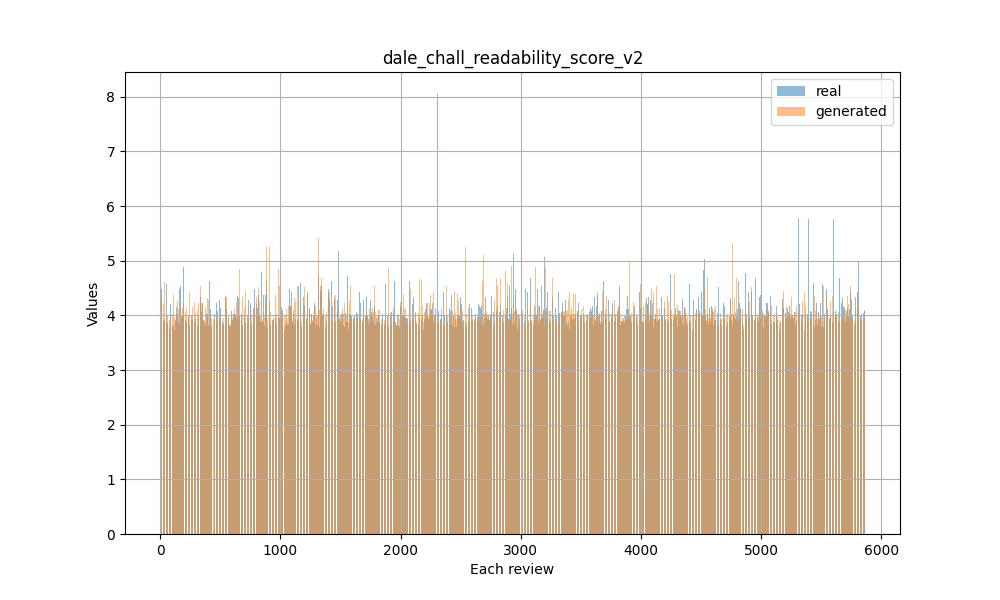 dale_chall_readability_score_v2
real
generated
Values
8
7
6
5
4
3
2
1
0
0 1000 2000 3000 4000 5000 6000
Each review